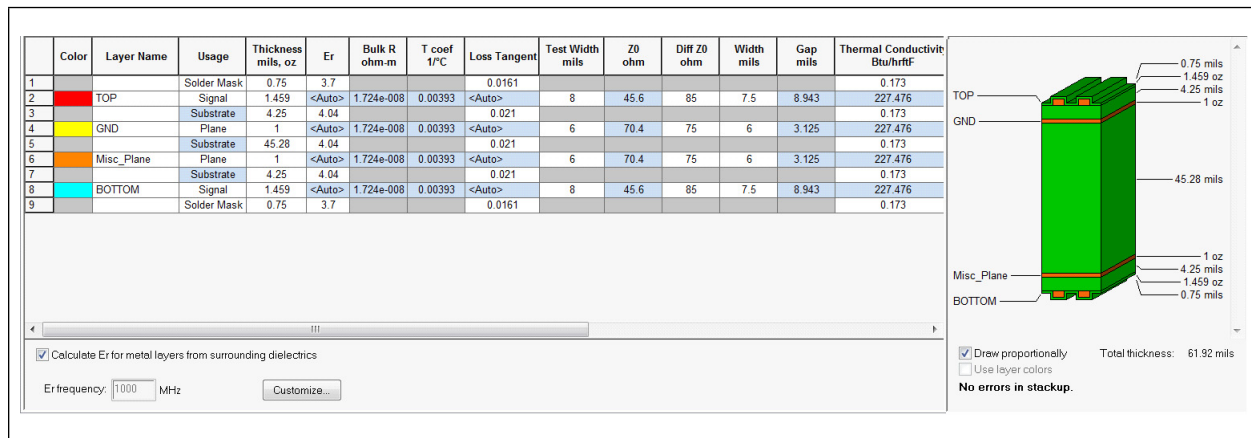 Color Layer Name Usage Thickness mils, oz Er Bulk R ohm-m T coef 1/°C Loss Tangent Test Width mils Z0 ohm Diff Z0 ohm Width mils Gap mils Thermal Conductivity Btu/hrftF
1 Solder Mask 0.75 3.7 0.0161 0.173
2 TOP Signal 1.459 <Auto> 1.724e-008 0.00393 <Auto> 8 45.6 85 7.5 8.943 227.476
3 Substrate 4.25 4.04 0.021 0.173
4 GND Plane 1 <Auto> 1.724e-008 0.00393 <Auto> 6 70.4 75 6 3.125 227.476
5 Substrate 45.28 4.04 0.021 0.173
6 Misc_Plane Plane 1 <Auto> 1.724e-008 0.00393 <Auto> 6 70.4 75 6 3.125 227.476
7 Substrate 4.25 4.04 0.021 0.173
8 BOTTOM Signal 1.459 <Auto> 1.724e-008 0.00393 <Auto> 8 45.6 85 7.5 8.943 227.476
9 Solder Mask 0.75 3.7 0.0161 0.173
Calculate Er for metal layers from surrounding dielectrics
Er frequency: 1000 MHz Customize...
0.75 mils
1.459 oz
4.25 mils
TOP
1 oz
GND
45.28 mils
1 oz
Misc_Plane
4.25 mils
1.459 oz
BOTTOM
0.75 mils
Draw proportionally Total thickness: 61.92 mils
Use layer colors
No errors in stackup.